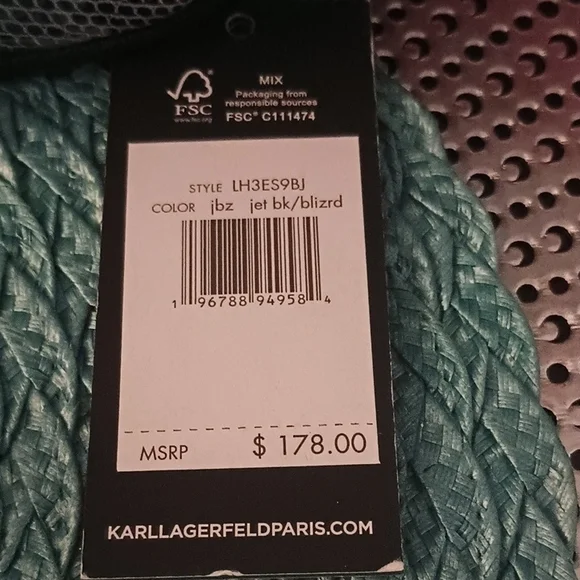 FSC
www.fsc.org
MIX
Packaging from
responsible sources
FSC® C111474
STYLE LH3ES9BJ
COLOR jbz jet bk/blizrd
1 96788 94958 4
MSRP $ 178.00
KARLLAGERFELDPARIS.COM